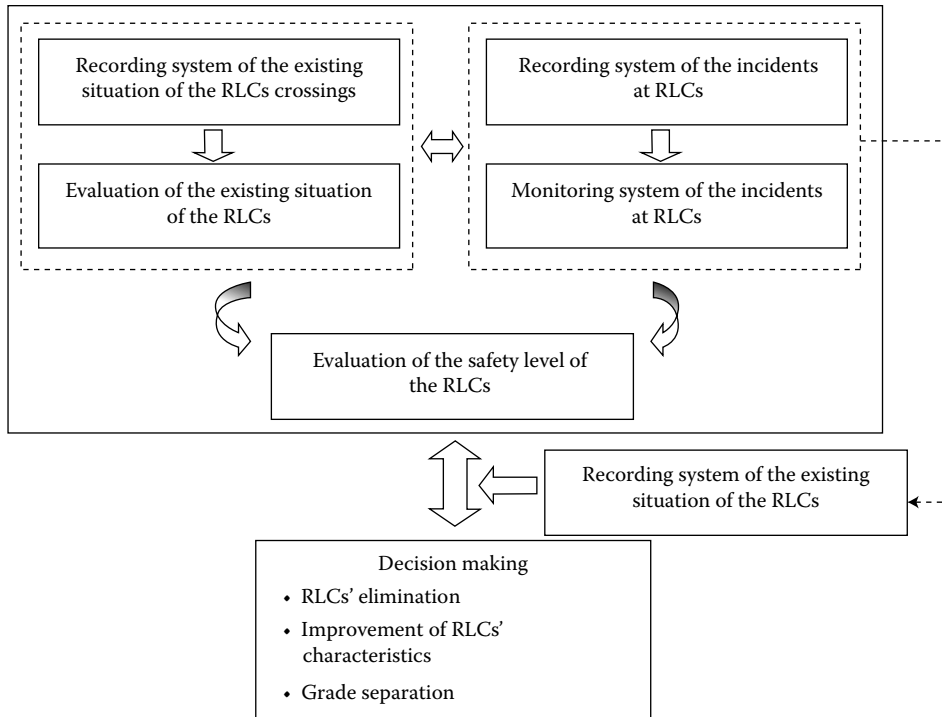 Recording system of the existing
situation of the RLCs crossings
Evaluation of the existing situation
of the RLCs
Recording system of the incidents
at RLCs
Monitoring system of the incidents
at RLCs
Evaluation of the safety level of
the RLCs
Recording system of the existing
situation of the RLCs
Decision making
• RLCs’ elimination
• Improvement of RLCs’
characteristics
• Grade separation